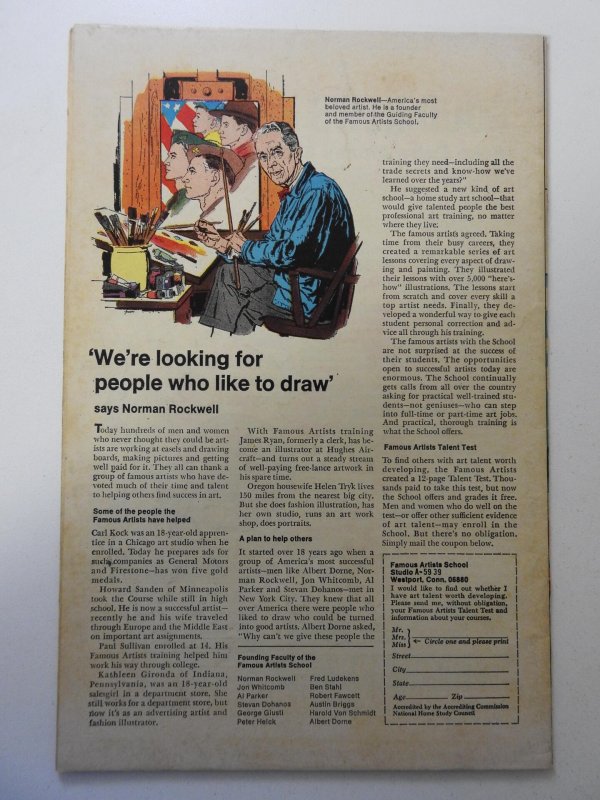 Norman Rockwell—America's most
beloved artist. He is a founder
and member of the Guiding Faculty
of the Famous Artists School.
'We're looking for
people who like to draw'
says Norman Rockwell
Today hundreds of men and women
who never thought they could be art-
ists are working at easels and drawing
boards, making pictures and getting
well paid for it. They all can thank a
group of famous artists who have de-
voted much of their time and talent
to helping others find success in art.
Some of the people the
Famous Artists have helped
Carl Kock was an 18-year-old appren-
tice in a Chicago art studio when he
enrolled. Today he prepares ads for
such companies as General Motors
and Firestone—has won five gold
medals.
Howard Sanden of Minneapolis
took the Course while still in high
school. He is now a successful artist—
recently he and his wife traveled
through Europe and the Middle East
on important art assignments.
Paul Sullivan enrolled at 14. His
Famous Artists training helped him
work his way through college.
Kathleen Gironda of Indiana,
Pennsylvania, was an 18-year-old
salesgirl in a department store. She
still works for a department store, but
now it's as an advertising artist and
fashion illustrator.
With Famous Artists training
James Ryan, formerly a clerk, has be-
come an illustrator at Hughes Air-
craft—and turns out a steady stream
of well-paying free-lance artwork in
his spare time.
Oregon housewife Helen Tryk lives
150 miles from the nearest big city.
But she does fashion illustration, has
her own studio, runs an art work
shop, does portraits.
A plan to help others
It started over 18 years ago when a
group of America's most successful
artists—men like Albert Dorne, Nor-
man Rockwell, Jon Whitcomb, Al
Parker and Stevan Dohanos—met in
New York City. They knew that all
over America there were people who
liked to draw who could be turned
into good artists. Albert Dorne asked,
"Why can't we give these people the
Founding Faculty of the
Famous Artists School
Norman Rockwell
Jon Whitcomb
Al Parker
Stevan Dohanos
George Giusti
Peter Helck
Fred Ludekens
Ben Stahl
Robert Fawcett
Austin Briggs
Harold Von Schmidt
Albert Dorne
training they need—including all the
trade secrets and know-how we've
learned over the years?"
He suggested a new kind of art
school—a home study art school—that
would give talented people the best
professional art training, no matter
where they live.
The famous artists agreed. Taking
time from their busy careers, they
created a remarkable series of art
lessons covering every aspect of draw-
ing and painting. They illustrated
their lessons with over 5,000 "here's-
how" illustrations. The lessons start
from scratch and cover every skill a
top artist needs. Finally, they de-
veloped a wonderful way to give each
student personal correction and ad-
vice all through his training.
The famous artists with the School
are not surprised at the success of
their students. The opportunities
open to successful artists today are
enormous. The School continually
gets calls from all over the country
asking for practical well-trained stu-
dents—not geniuses—who can step
into full-time or part-time art jobs.
And practical, thorough training is
what the School offers.
Famous Artists Talent Test
To find others with art talent worth
developing, the Famous Artists
created a 12-page Talent Test. Thou-
sands paid to take this test, but now
the School offers and grades it free.
Men and women who do well on the
test—or offer other sufficient evidence
of art talent—may enroll in the
School. But there's no obligation.
Simply mail the coupon below.
Famous Artists School
Studio A-59 39
Westport, Conn. 06880
I would like to find out whether I
have art talent worth developing.
Please send me, without obligation,
your Famous Artists Talent Test and
information about your courses.
Mr.
Mrs.
Miss
← Circle one and please print
Street
City
State
Age Zip
Accredited by the Accrediting Commission
National Home Study Council